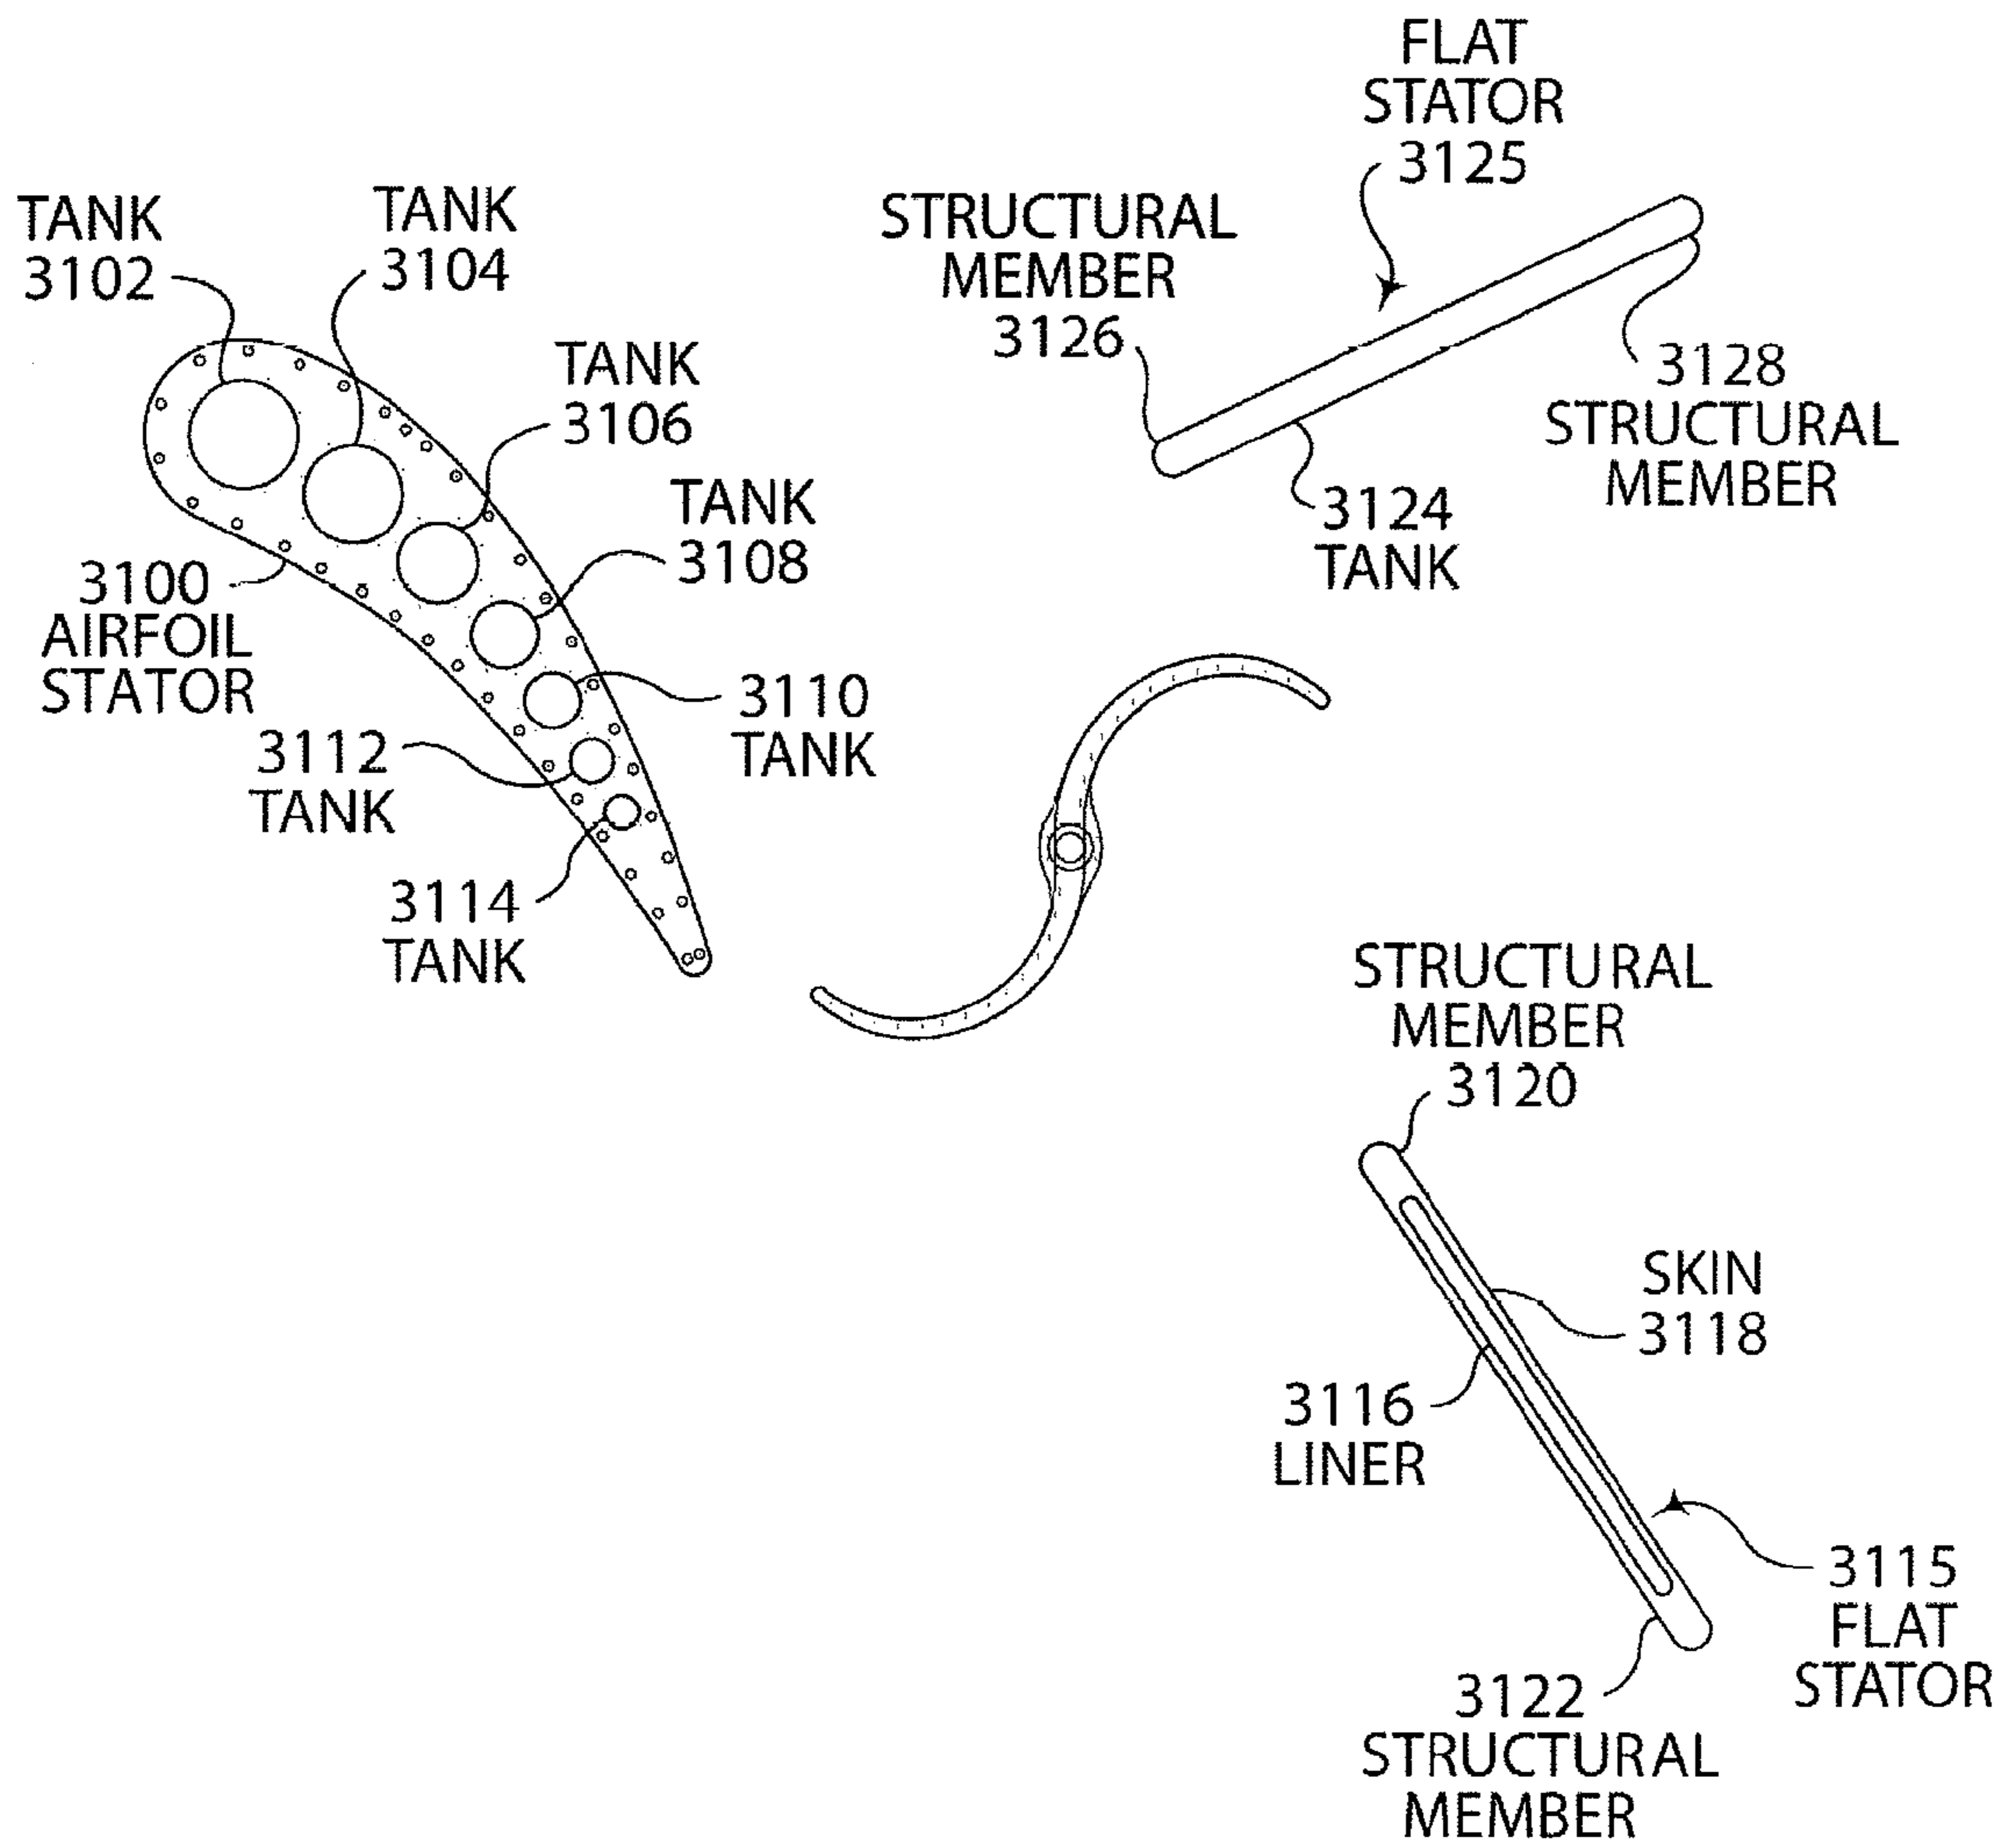 FLAT
STATOR
3125
TANK
3102
TANK
3104
STRUCTURAL
MEMBER
3126
TANK
3106
3128
STRUCTURAL
MEMBER
TANK
3108
3124
TANK
3100
AIRFOIL
STATOR
3110
TANK
3112
TANK
3114
TANK
STRUCTURAL
MEMBER
3120
SKIN
3118
3116
LINER
3115
FLAT
STATOR
3122
STRUCTURAL
MEMBER